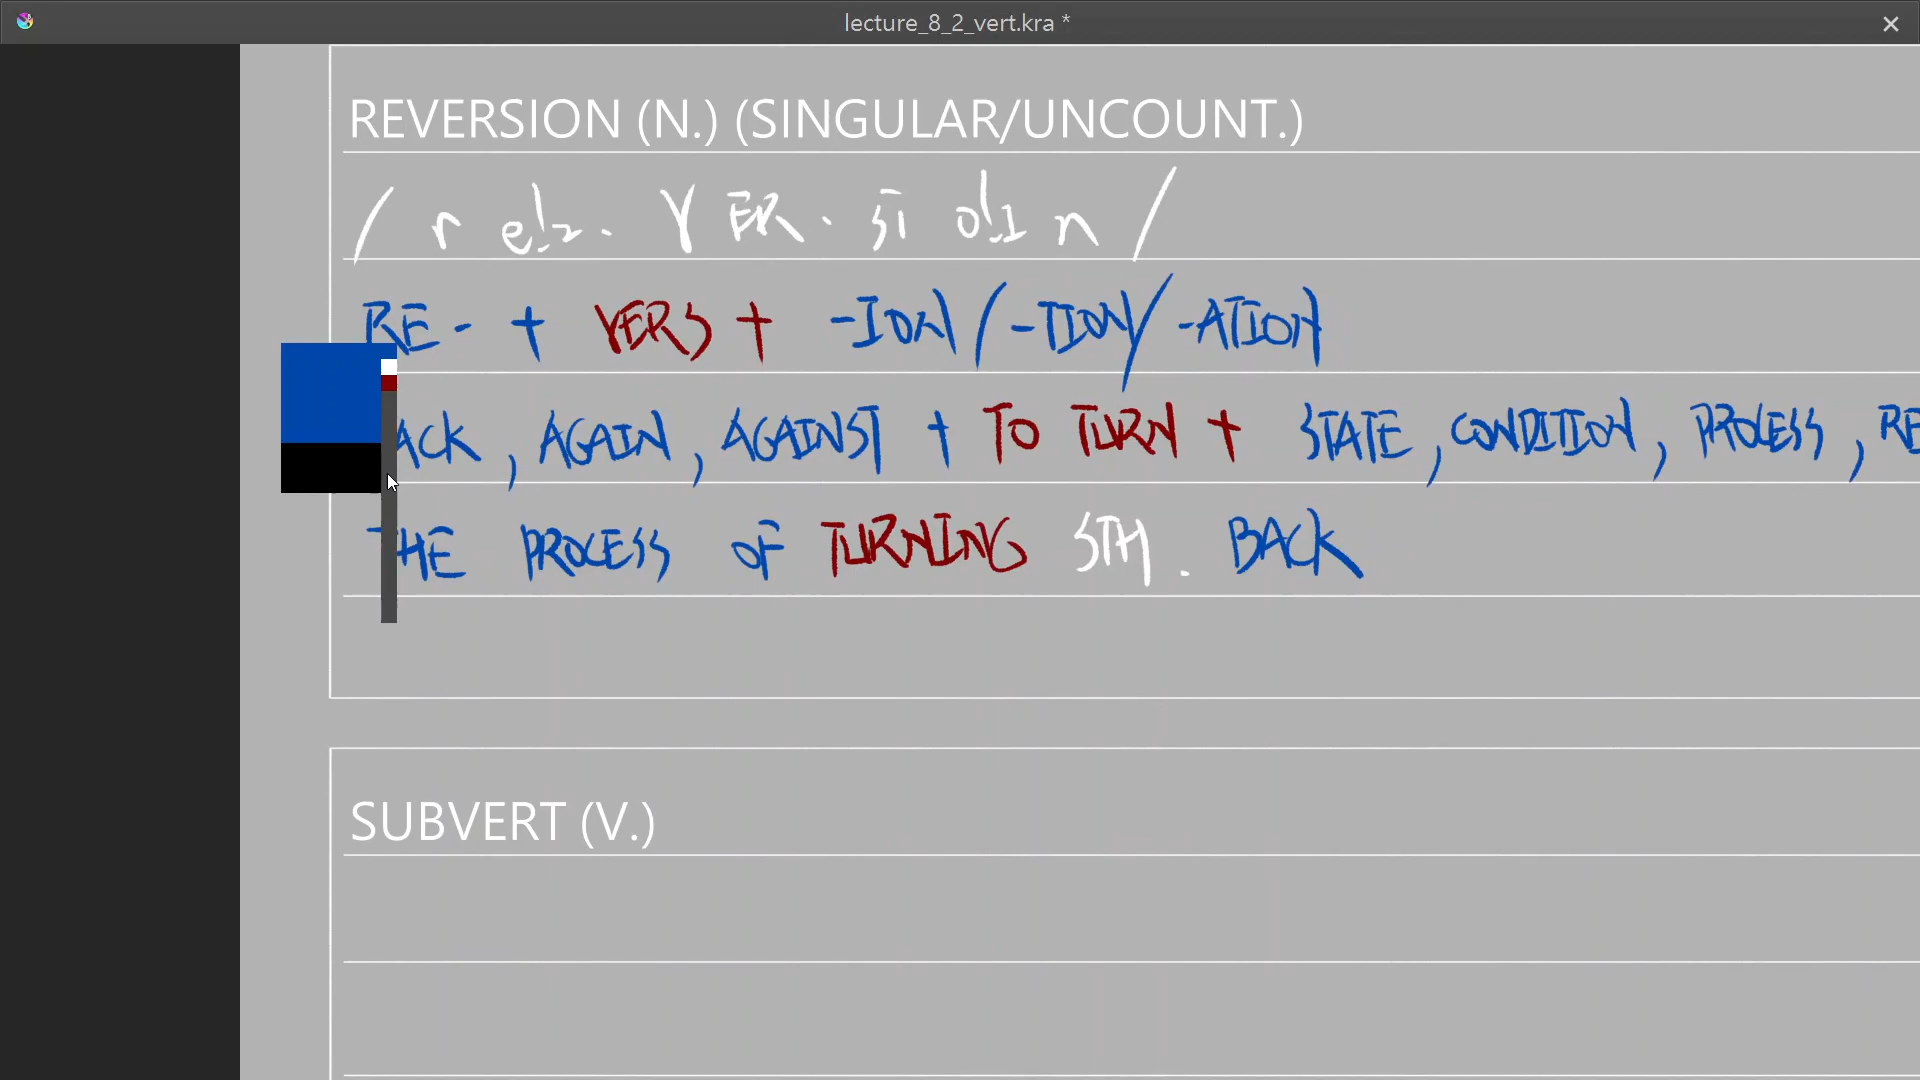 lecture_8_2_vert.kra *
REVERSION (N.) (SINGULAR/UNCOUNT.)
RE- + VERS + -ION/-TION/-ATION
ACK, AGAIN, AGAINST + TO TURN + STATE, CONDITION, PROCESS, RE
THE PROCESS OF TURNING STH. BACK
SUBVERT (V.)